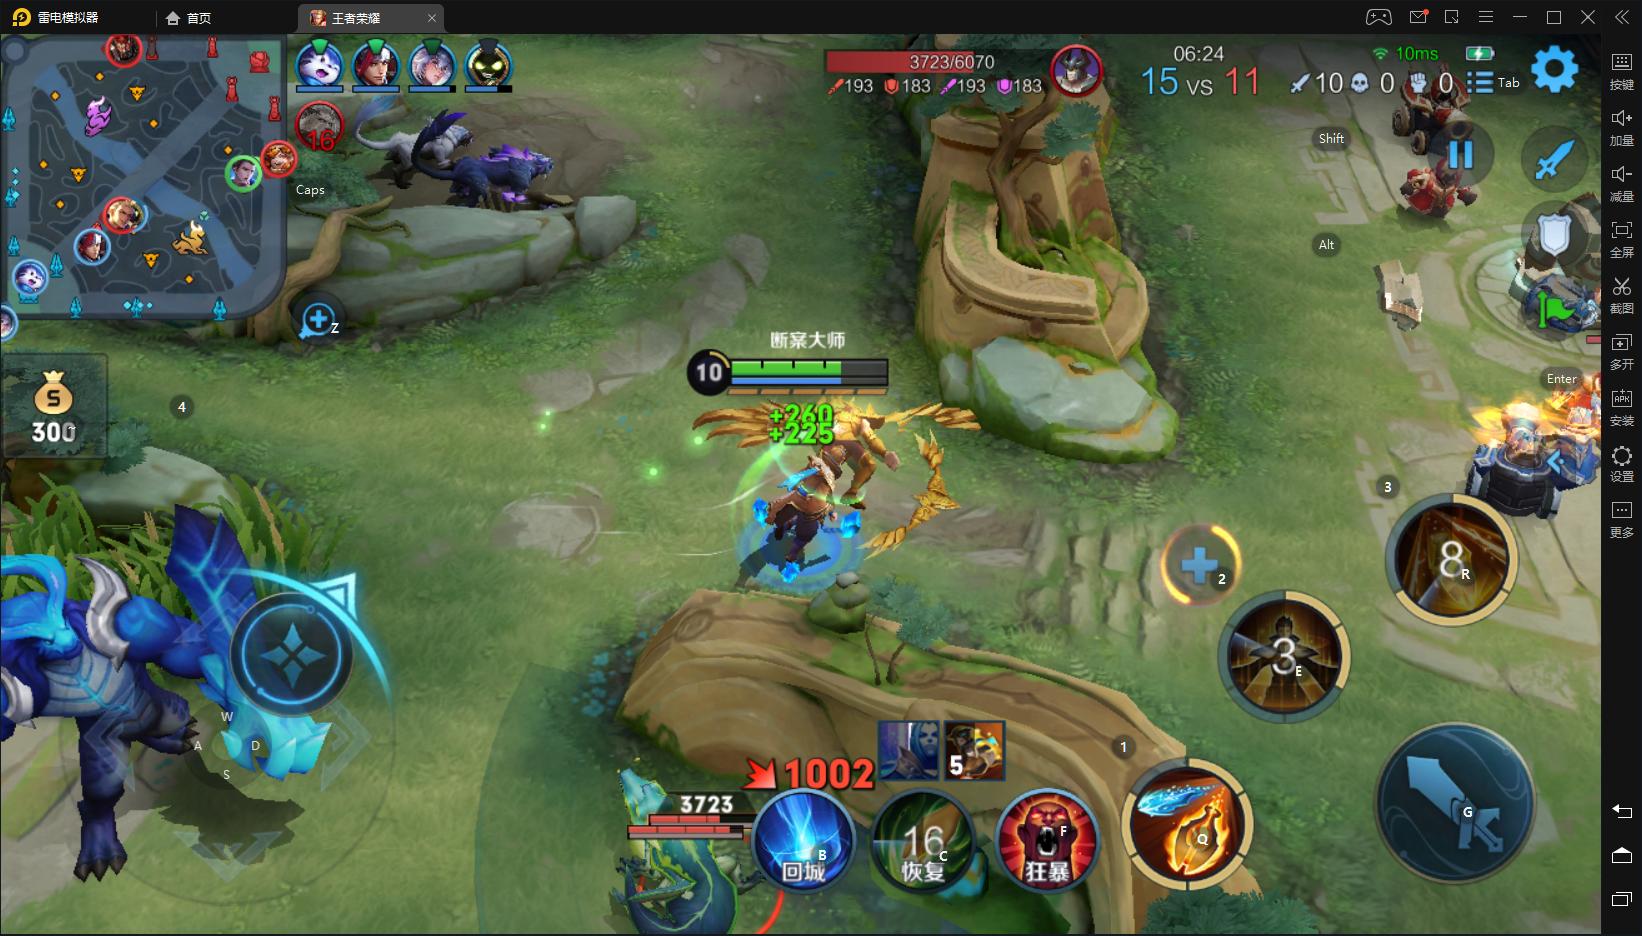 雷电模拟器
首页
王者荣耀
3723/6070
193 183 193 183
06:24
15 vs 11
10ms
10 0 0
Tab
按键
加量
减量
全屏
截图
多开
安装
设置
更多
16
Caps
Shift
Alt
Enter
Z
300
4
断案大师
10
+260
+225
3
8
R
2
3
E
W
A
D
S
1002
3723
5
1
回城
B
16
恢复
C
狂暴
F
Q
G